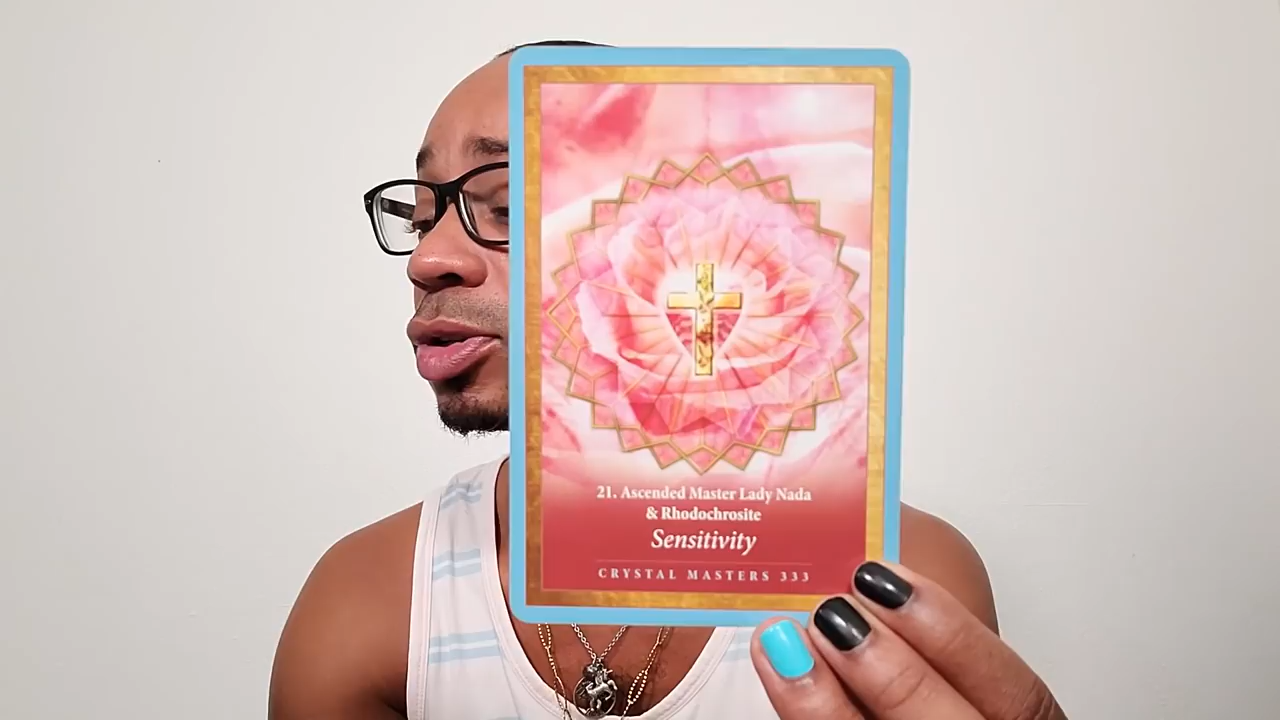 21. Ascended Master Lady Nada
& Rhodochrosite
Sensitivity
CRYSTAL MASTERS 333